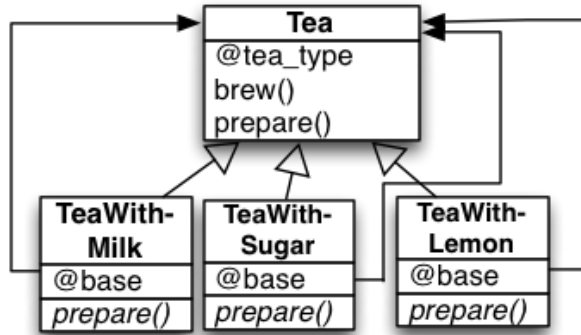 Tea
@tea_type
brew()
prepare()
TeaWith-
Milk
@base
prepare()
TeaWith-
Sugar
@base
prepare()
TeaWith-
Lemon
@base
prepare()